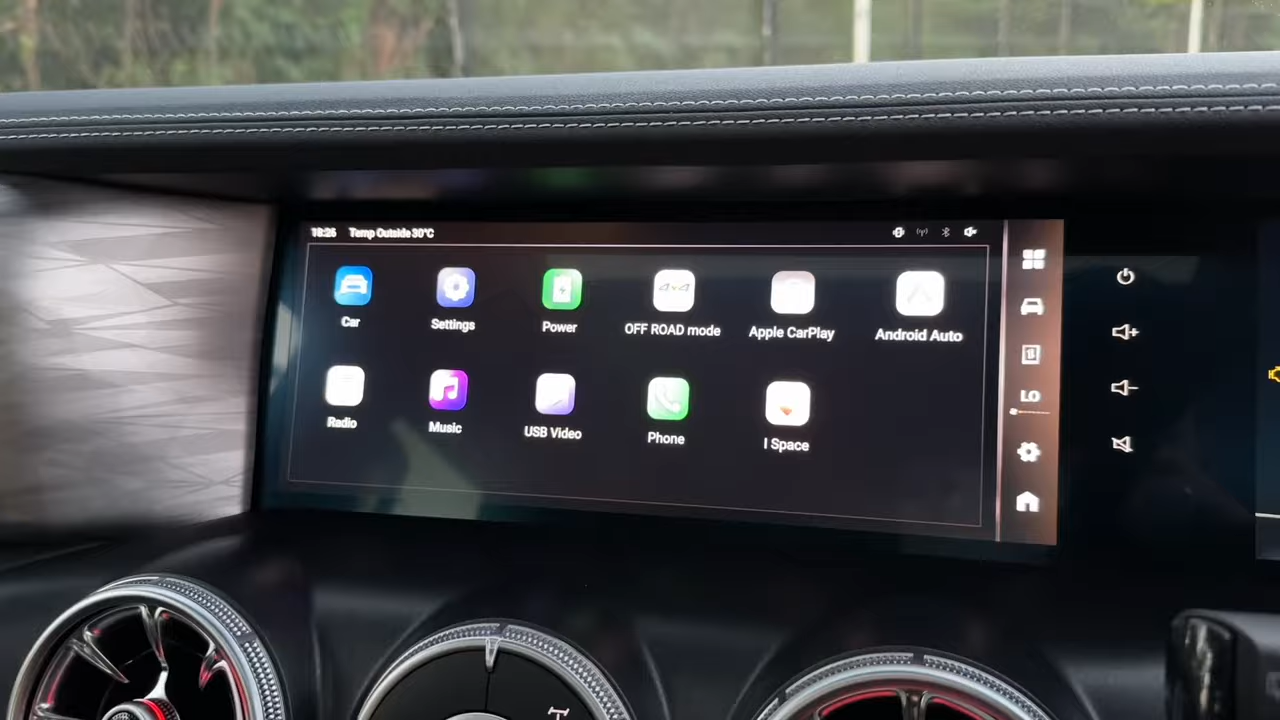 18:26 Temp Outside 30°C
Car Settings Power OFF ROAD mode Apple CarPlay Android Auto
4x4
Radio Music USB Video Phone I Space
LO